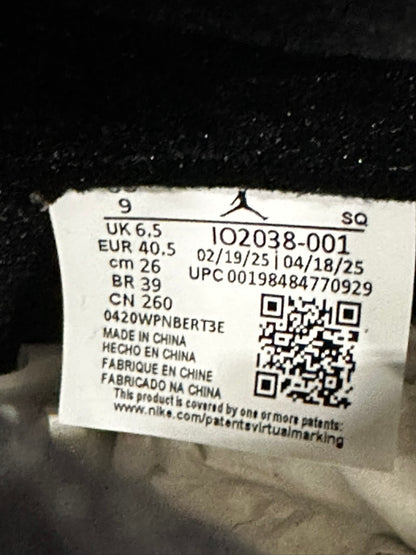 9
SQ
UK 6.5
IO2038-001
EUR 40.5
02/19/25 | 04/18/25
cm 26
UPC 00198484770929
BR 39
CN 260
0420WPNBERT3E
MADE IN CHINA
HECHO EN CHINA
FABRIQUE EN CHINE
FABRICADO NA CHINA
This product is covered by one or more patents:
www.nike.com/patentsvirtualmarking